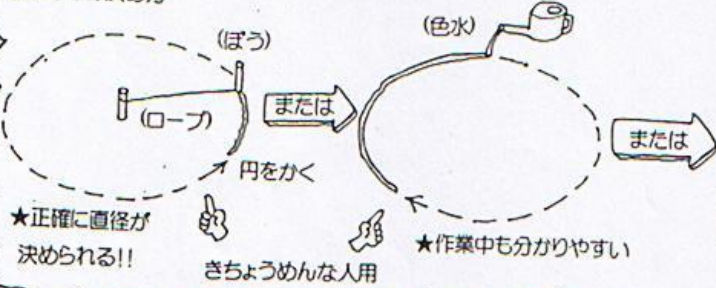 (ぼう)
(ロープ)
円をかく
★正確に直径が
決められる!!
または
きちょうめんな人用
(色水)
★作業中も分かりやすい
または